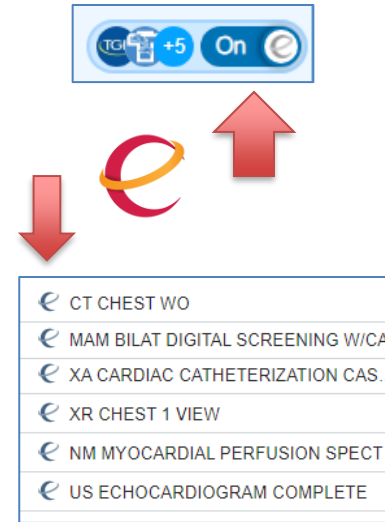 TGI +5 On
CT CHEST WO
MAM BILAT DIGITAL SCREENING W/CA
XA CARDIAC CATHETERIZATION CAS..
XR CHEST 1 VIEW
NM MYOCARDIAL PERFUSION SPECT
US ECHOCARDIOGRAM COMPLETE